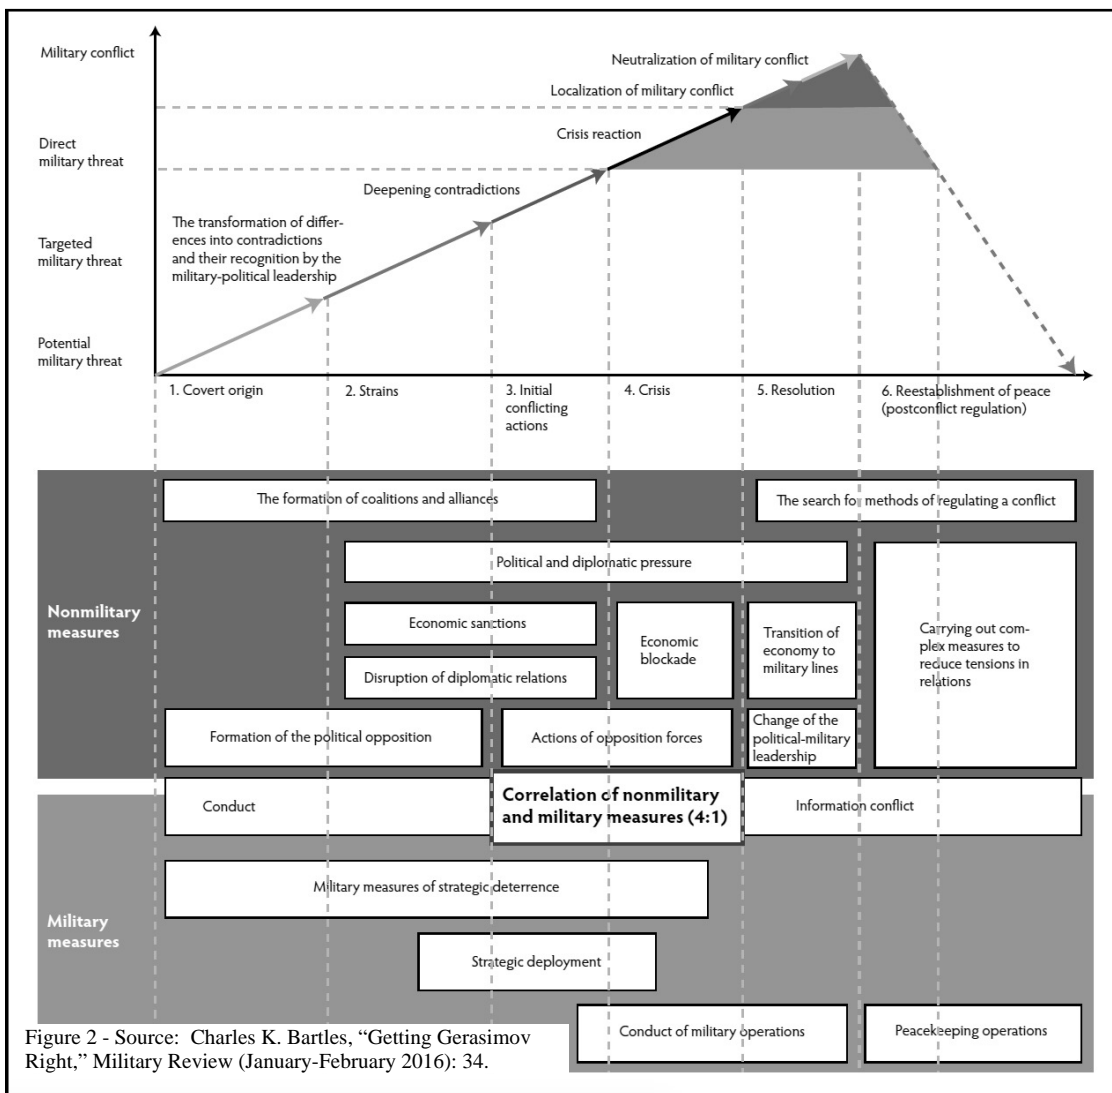 Military conflict
Neutralization of military conflict
Localization of military conflict
Direct
military threat
Crisis reaction
Deepening contradictions
The transformation of differ-
ences into contradictions
and their recognition by the
military-political leadership
Targeted
military threat
Potential
military threat
1. Covert origin
2. Strains
3. Initial
conflicting
actions
4. Crisis
5. Resolution
6. Reestablishment of peace
(postconflict regulation)
Nonmilitary
measures
The formation of coalitions and alliances
The search for methods of regulating a conflict
Political and diplomatic pressure
Economic sanctions
Disruption of diplomatic relations
Economic
blockade
Transition of
economy to
military lines
Carrying out com-
plex measures to
reduce tensions in
relations
Formation of the political opposition
Actions of opposition forces
Change of the
political-military
leadership
Conduct
Correlation of nonmilitary
and military measures (4:1)
Information conflict
Military
measures
Military measures of strategic deterrence
Strategic deployment
Conduct of military operations
Peacekeeping operations
Figure 2 - Source: Charles K. Bartles, “Getting Gerasimov
Right,” Military Review (January-February 2016): 34.